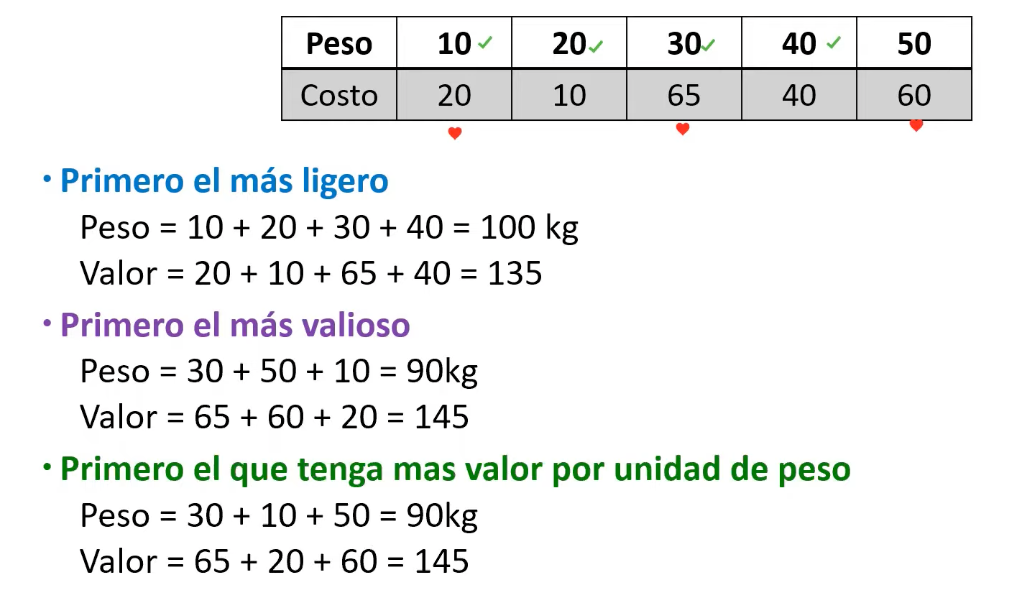 Peso 10 20 30 40 50
Costo 20 10 65 40 60
• Primero el más ligero
Peso = 10 + 20 + 30 + 40 = 100 kg
Valor = 20 + 10 + 65 + 40 = 135
• Primero el más valioso
Peso = 30 + 50 + 10 = 90kg
Valor = 65 + 60 + 20 = 145
• Primero el que tenga mas valor por unidad de peso
Peso = 30 + 10 + 50 = 90kg
Valor = 65 + 20 + 60 = 145